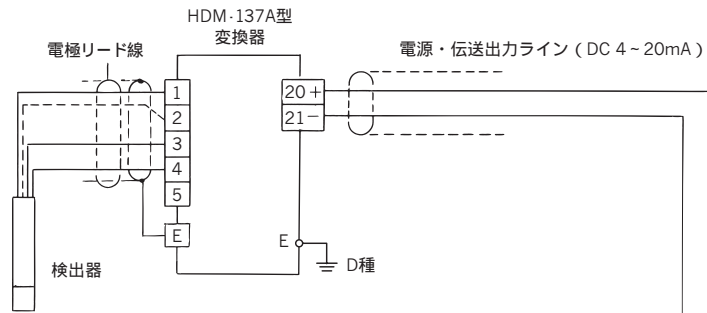 HDM·137A型
変換器
電極リード線
電源・伝送出力ライン ( DC 4 ~ 20mA )
1
2
3
4
5
E
20 +
21 −
E
D種
検出器